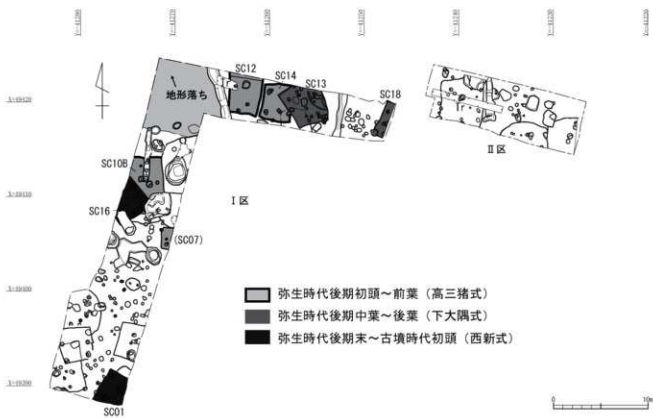 SC12
SC14
SC13
SC18
地形落ち
Ⅱ区
SC10B
Ⅰ区
SC16
(SC07)
弥生時代後期初頭～前葉（高三潴式）
弥生時代後期中葉～後葉（下大隅式）
弥生時代後期末～古墳時代初頭（西新式）
SC01
0
10m